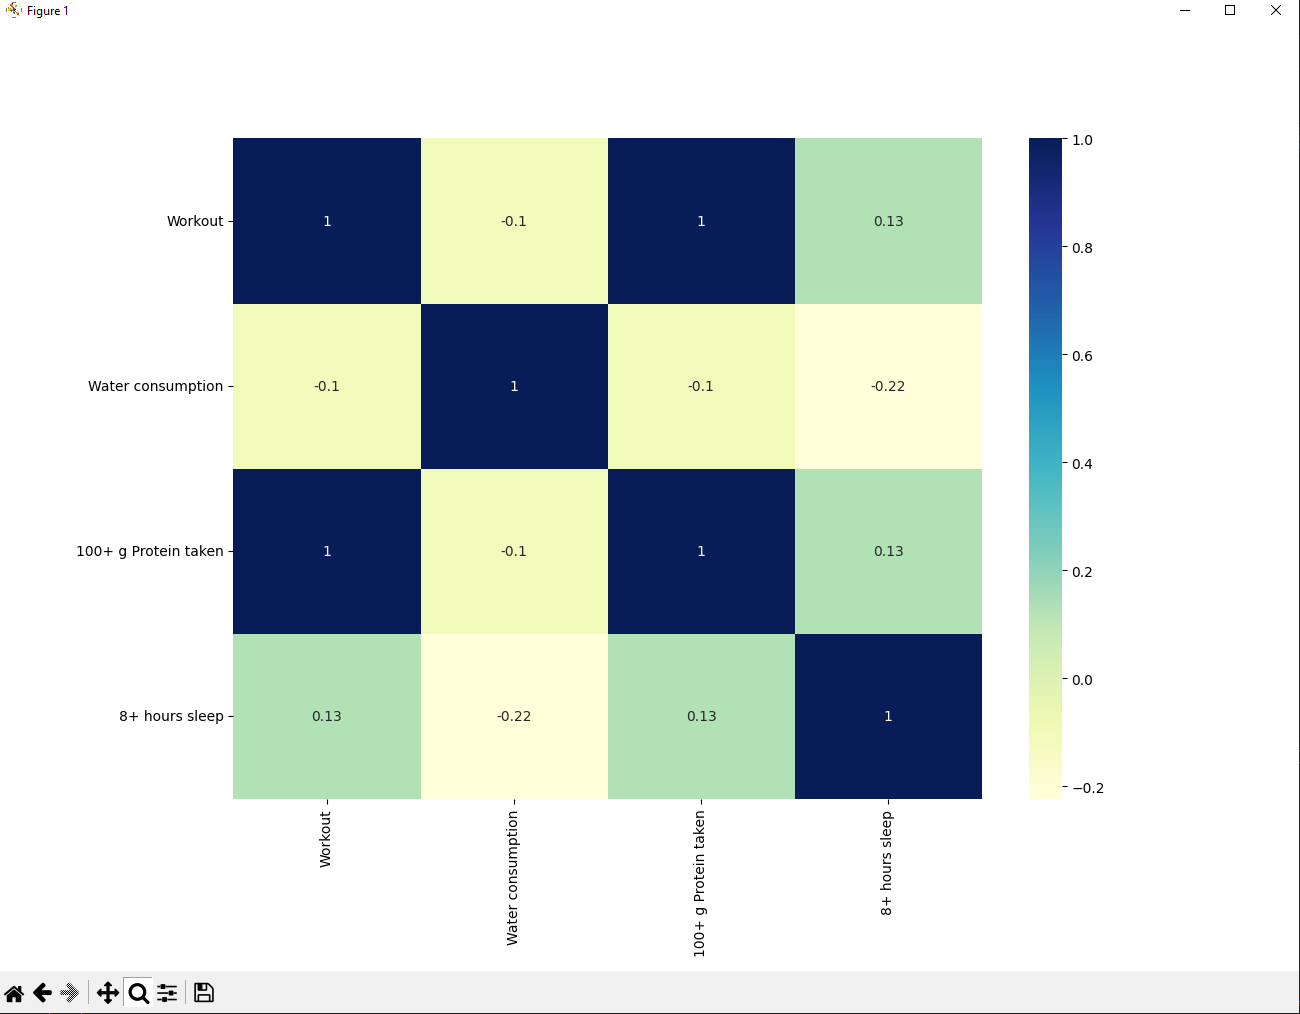 Figure 1
Workout 1 -0.1 1 0.13
Water consumption -0.1 1 -0.1 -0.22
100+ g Protein taken 1 -0.1 1 0.13
8+ hours sleep 0.13 -0.22 0.13 1
Workout
Water consumption
100+ g Protein taken
8+ hours sleep
1.0
0.8
0.6
0.4
0.2
0.0
−0.2